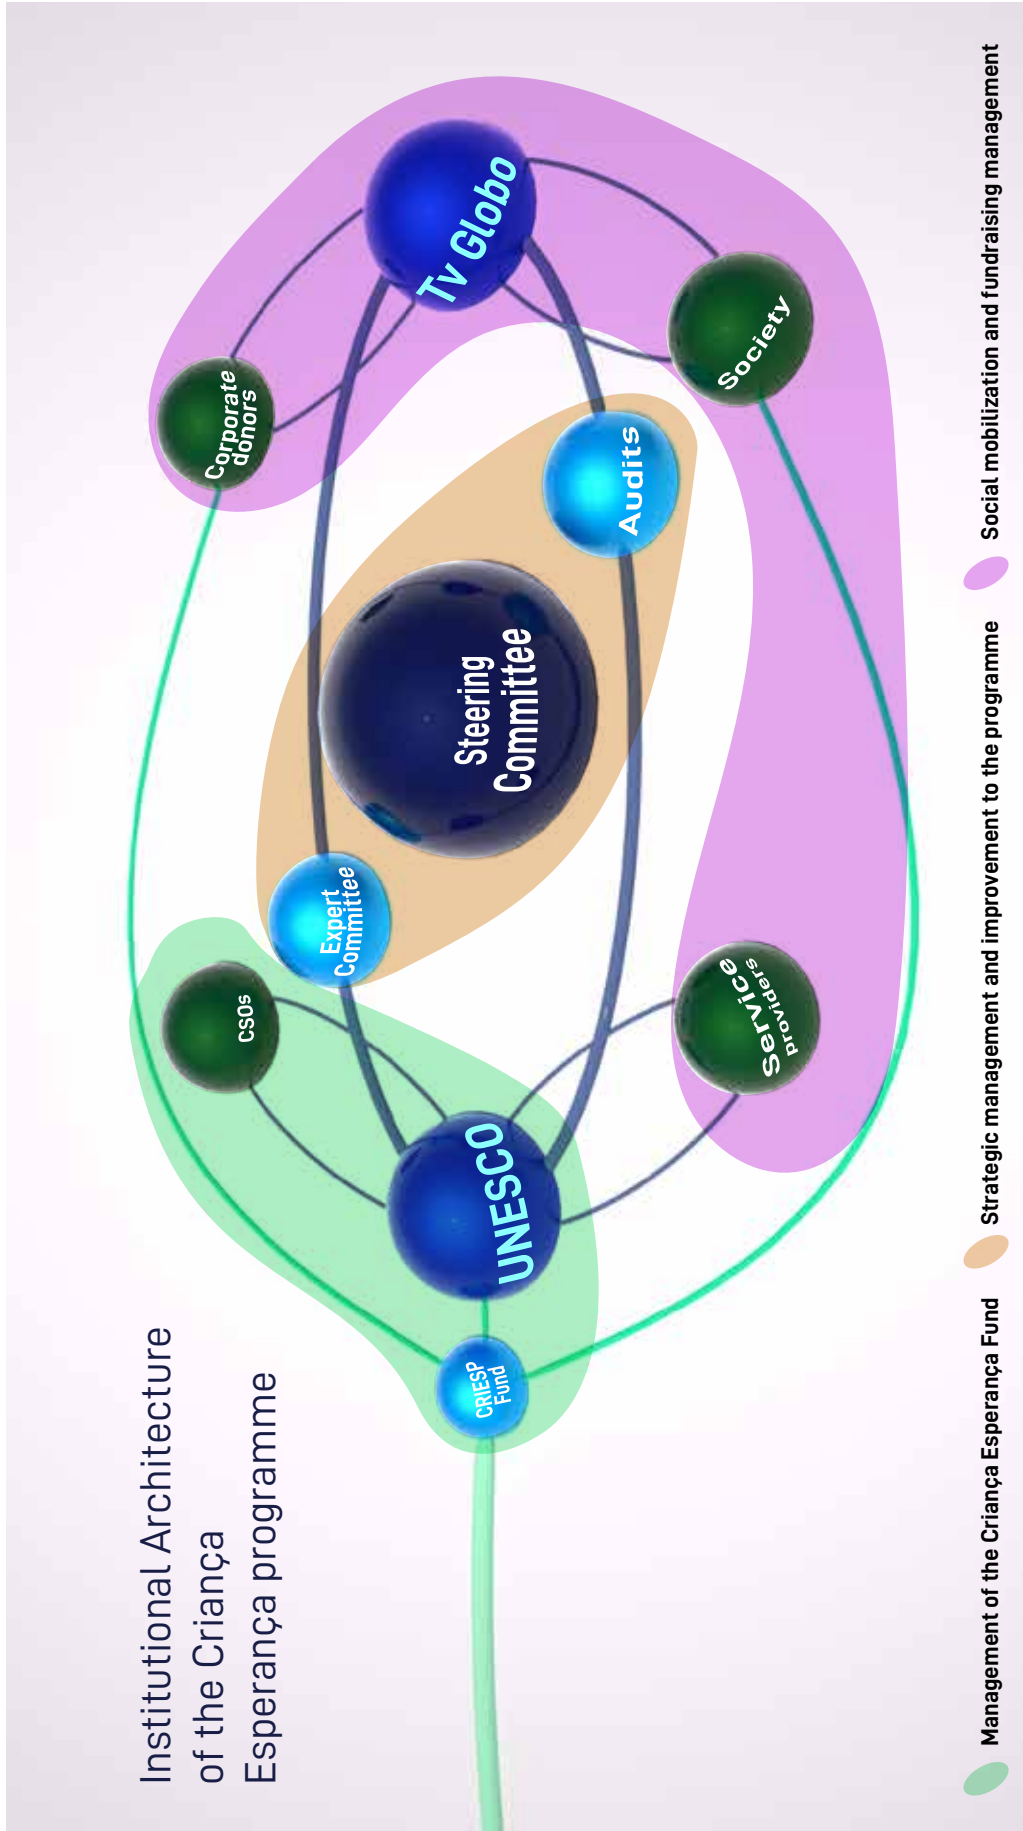 Institutional Architecture
of the Criança
Esperança programme
CRIESP
Fund
UNESCO
CSOs
Service
providers
Expert
Committee
Steering
Committee
Audits
Corporate
donors
Tv Globo
Society
Management of the Criança Esperança Fund
Strategic management and improvement to the programme
Social mobilization and fundraising management